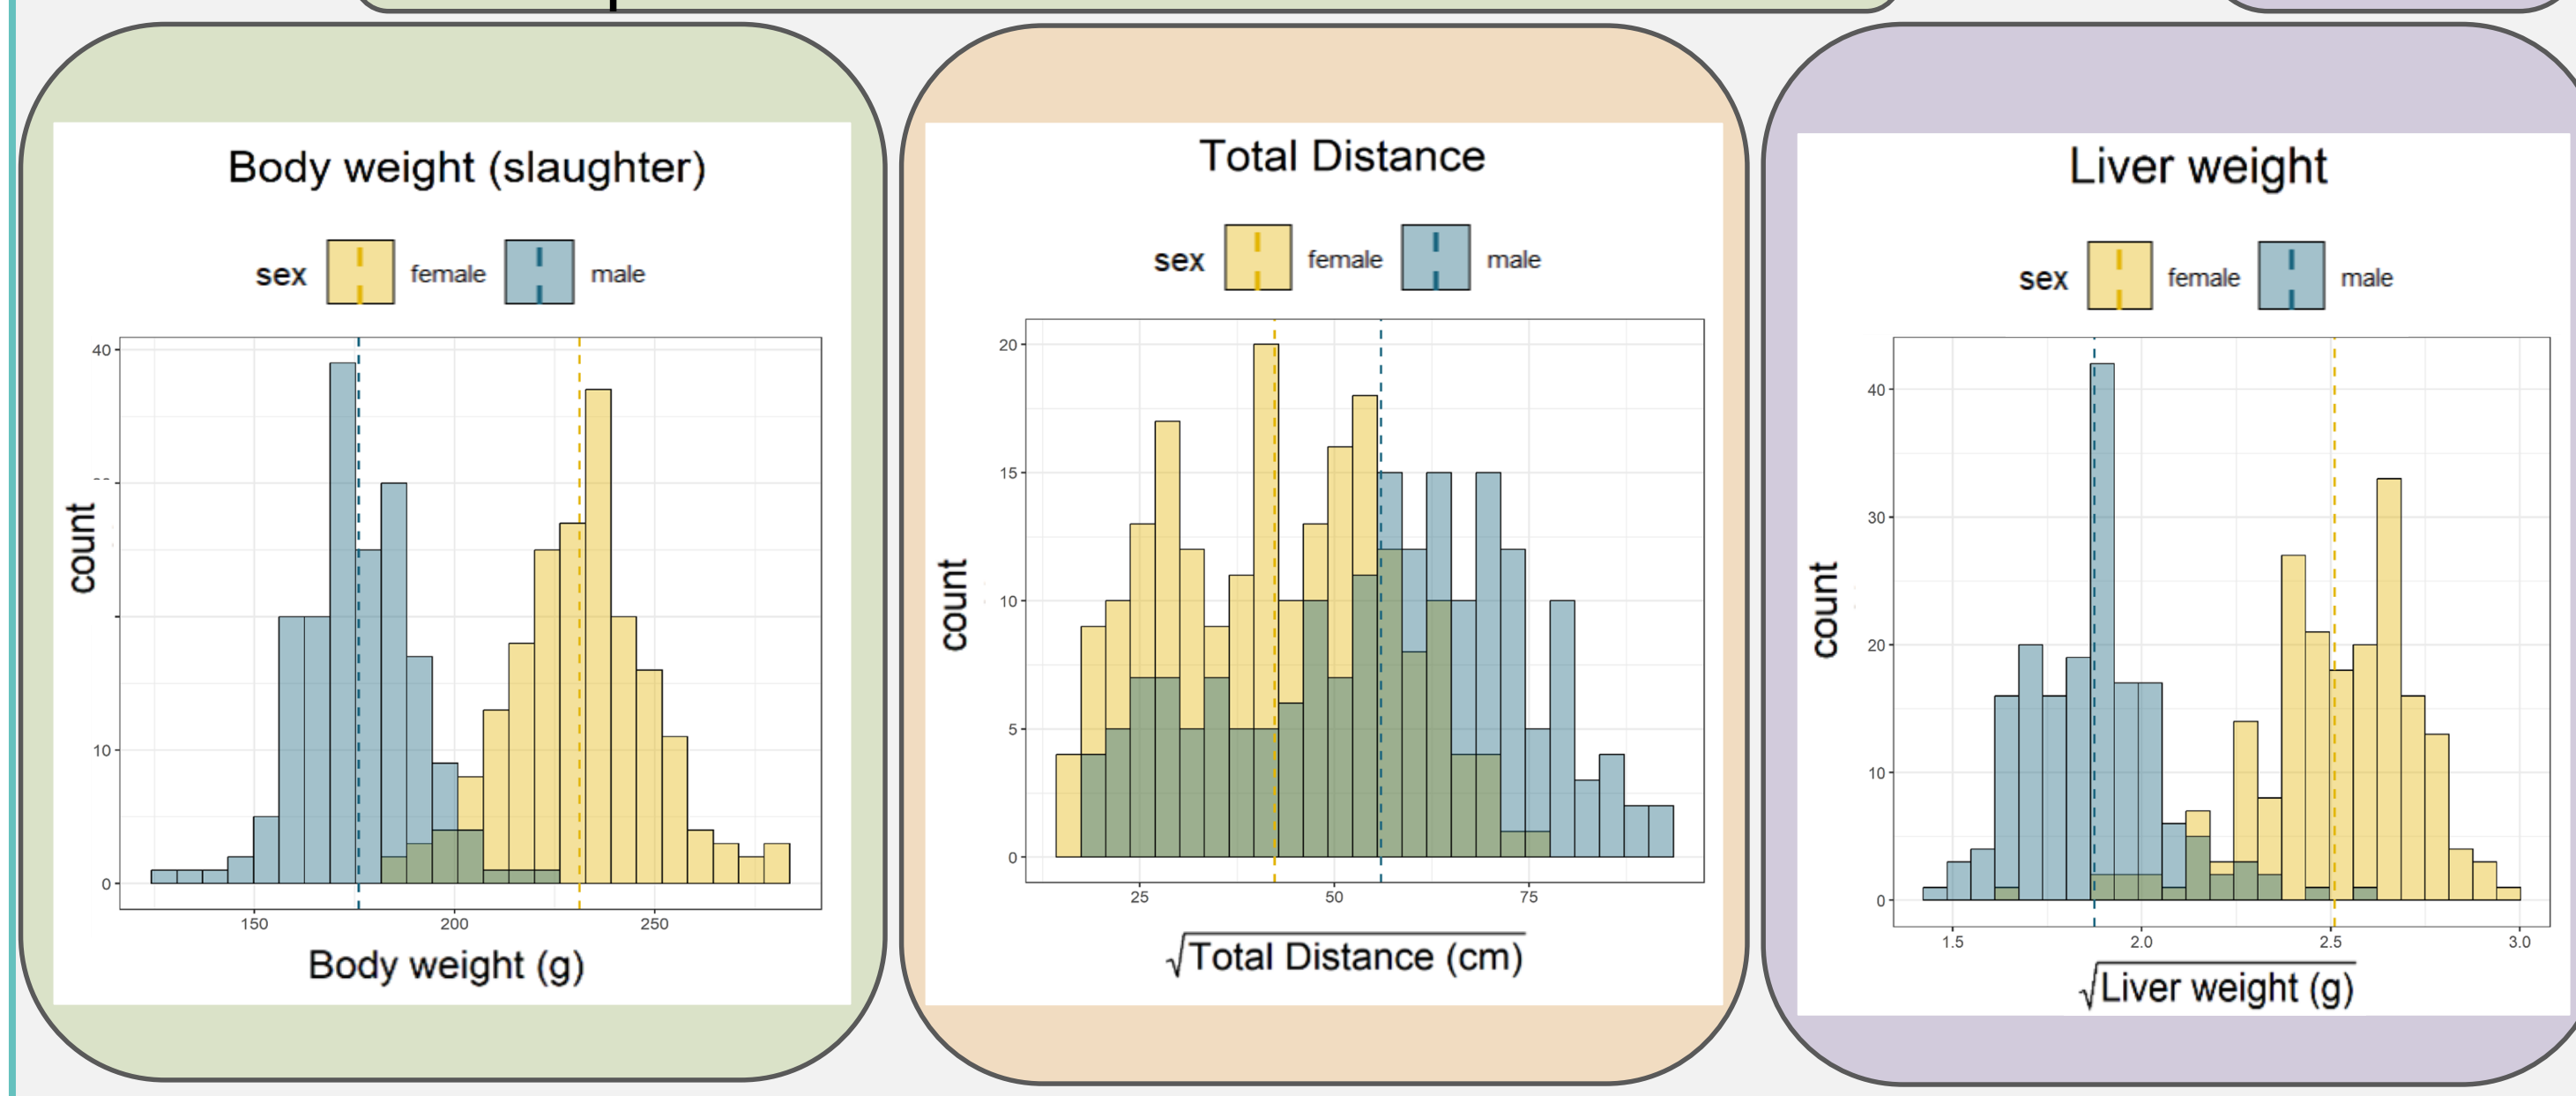 Body weight (slaughter)
sex female male
40
count
10
0
150 200 250
Body weight (g)
Total Distance
sex female male
20
15
count
10
5
0
25 50 75
√Total Distance (cm)
Liver weight
sex female male
40
30
count
20
10
0
1.5 2.0 2.5 3.0
√Liver weight (g)